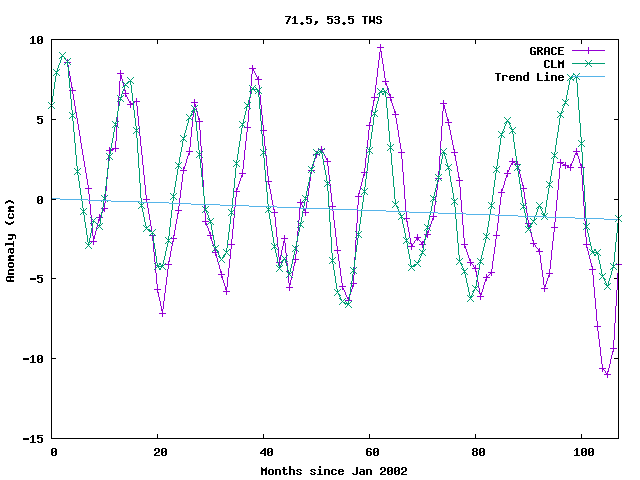 71.5, 53.5 TWS
GRACE
CLM
Trend Line
10
5
0
-5
-10
-15
Anomaly (cm)
0 20 40 60 80 100
Months since Jan 2002